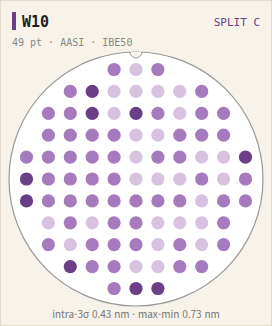 W10
SPLIT C
49 pt · AASI · IBE50
intra-3σ 0.43 nm · max-min 0.73 nm